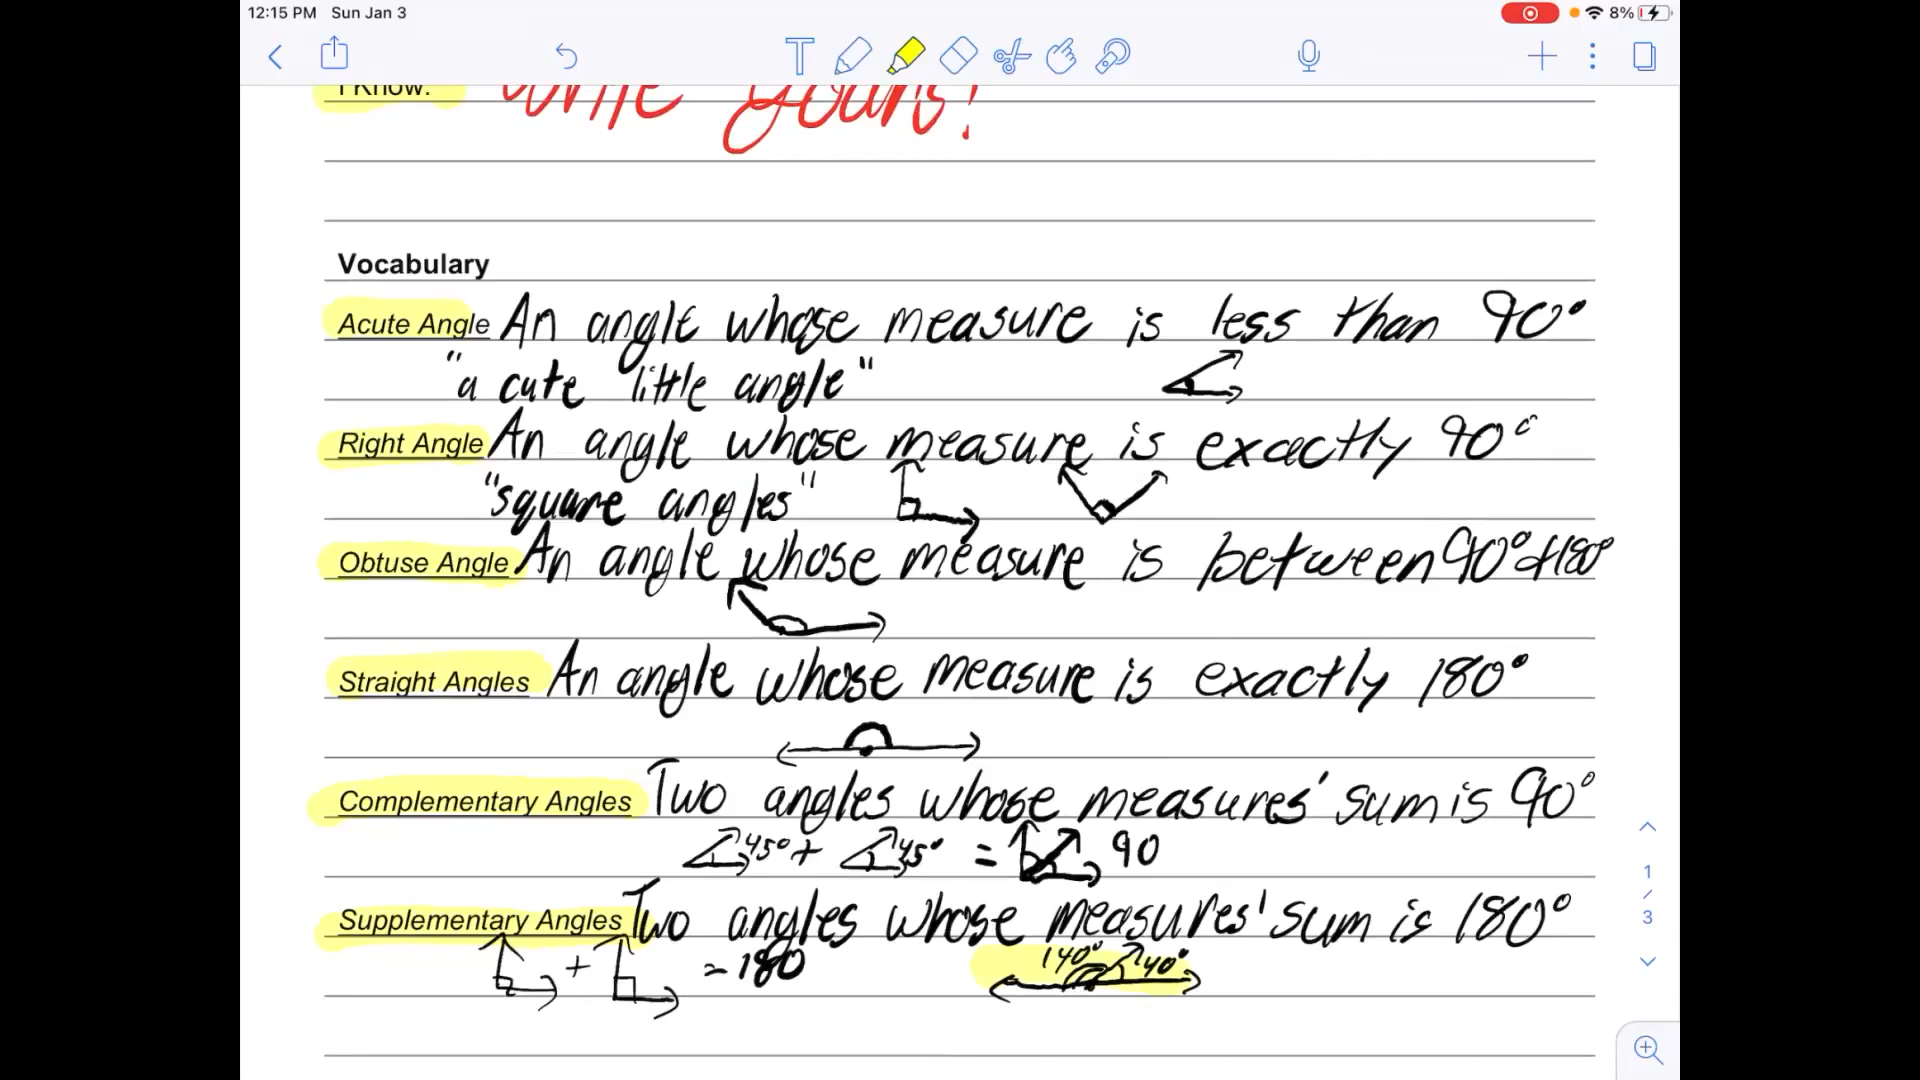 12:15 PM Sun Jan 3
8%
I Know: Write yours!
Vocabulary
Acute Angle An angle whose measure is less than 90°
"a cute little angle"
Right Angle An angle whose measure is exactly 90°
"square angles"
Obtuse Angle An angle whose measure is between 90° & 180°
Straight Angles An angle whose measure is exactly 180°
Complementary Angles Two angles whose measures' sum is 90°
45° + 45° = 90
Supplementary Angles Two angles whose measures' sum is 180°
+ = 180 140° 40°
1
/
3